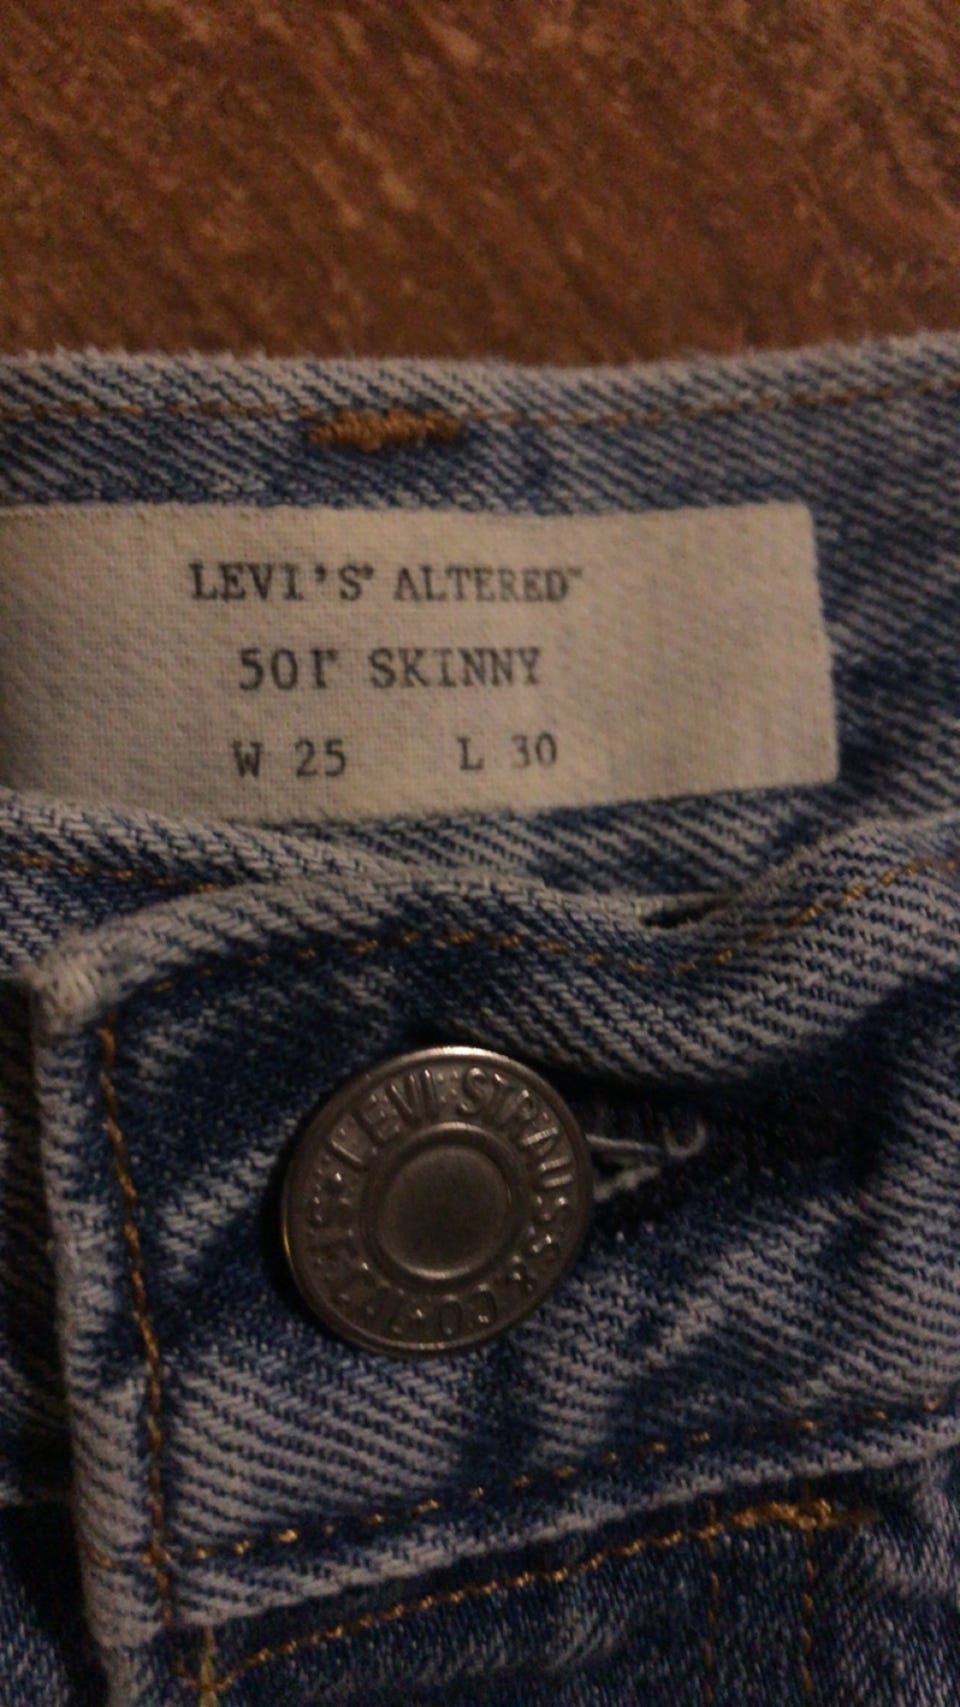 LEVI'S® ALTERED™
501® SKINNY
W 25 L 30
LEVI STRAUSS & CO.